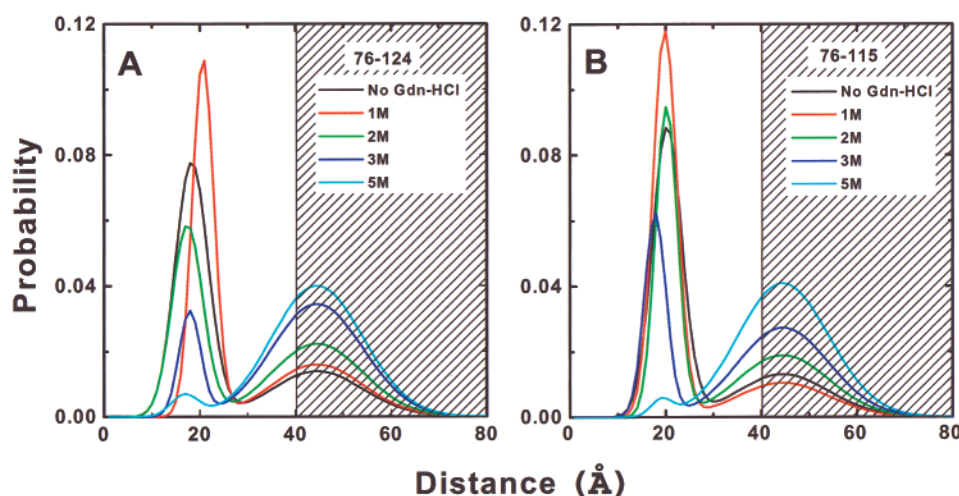 0.12
0.08
0.04
0.00
Probability
A
76-124
No Gdn-HCl
1M
2M
3M
5M
0 20 40 60 80
0.12
0.08
0.04
0.00
B
76-115
No Gdn-HCl
1M
2M
3M
5M
0 20 40 60 80
Distance (Å)